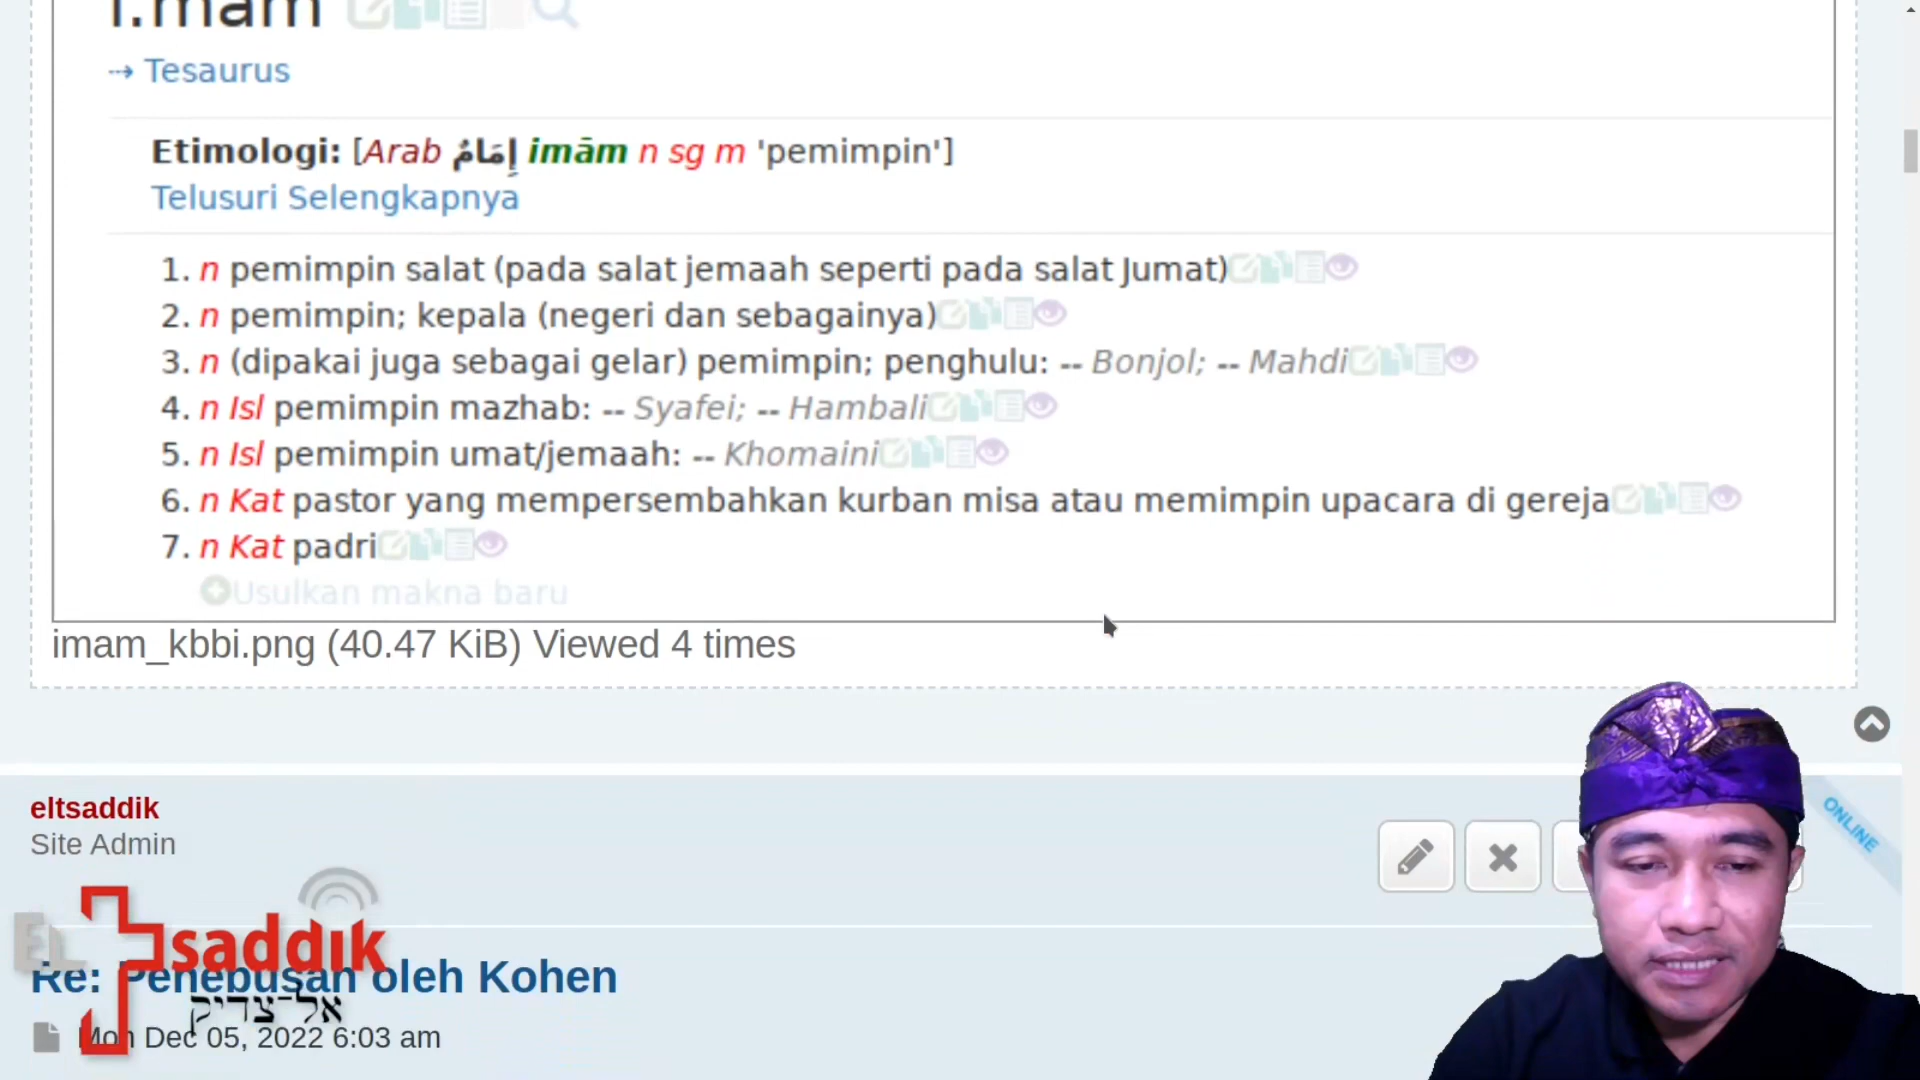 i.mam
⇢ Tesaurus
Etimologi: [Arab إِمَامُ imām n sg m 'pemimpin']
Telusuri Selengkapnya
1. n pemimpin salat (pada salat jemaah seperti pada salat Jumat)
2. n pemimpin; kepala (negeri dan sebagainya)
3. n (dipakai juga sebagai gelar) pemimpin; penghulu: -- Bonjol; -- Mahdi
4. n Isl pemimpin mazhab: -- Syafei; -- Hambali
5. n Isl pemimpin umat/jemaah: -- Khomaini
6. n Kat pastor yang mempersembahkan kurban misa atau memimpin upacara di gereja
7. n Kat padri
Usulkan makna baru
imam_kbbi.png (40.47 KiB) Viewed 4 times
eltsaddik
Site Admin
ONLINE
EL saddik
אל־צדיק
Re: Penebusan oleh Kohen
Mon Dec 05, 2022 6:03 am